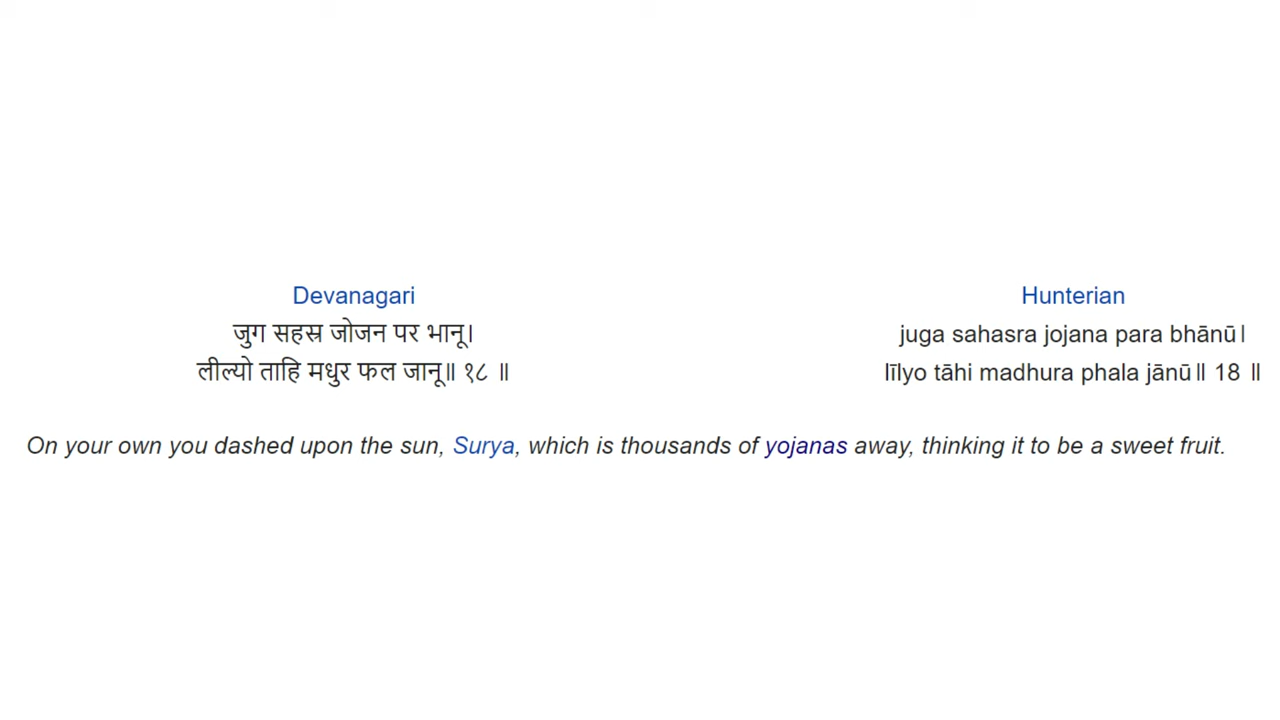 Devanagari
जुग सहस्र जोजन पर भानू।
लील्यो ताहि मधुर फल जानू॥ १८ ॥
Hunterian
juga sahasra jojana para bhānū।
līlyo tāhi madhura phala jānū॥ 18 ॥
On your own you dashed upon the sun, Surya, which is thousands of yojanas away, thinking it to be a sweet fruit.